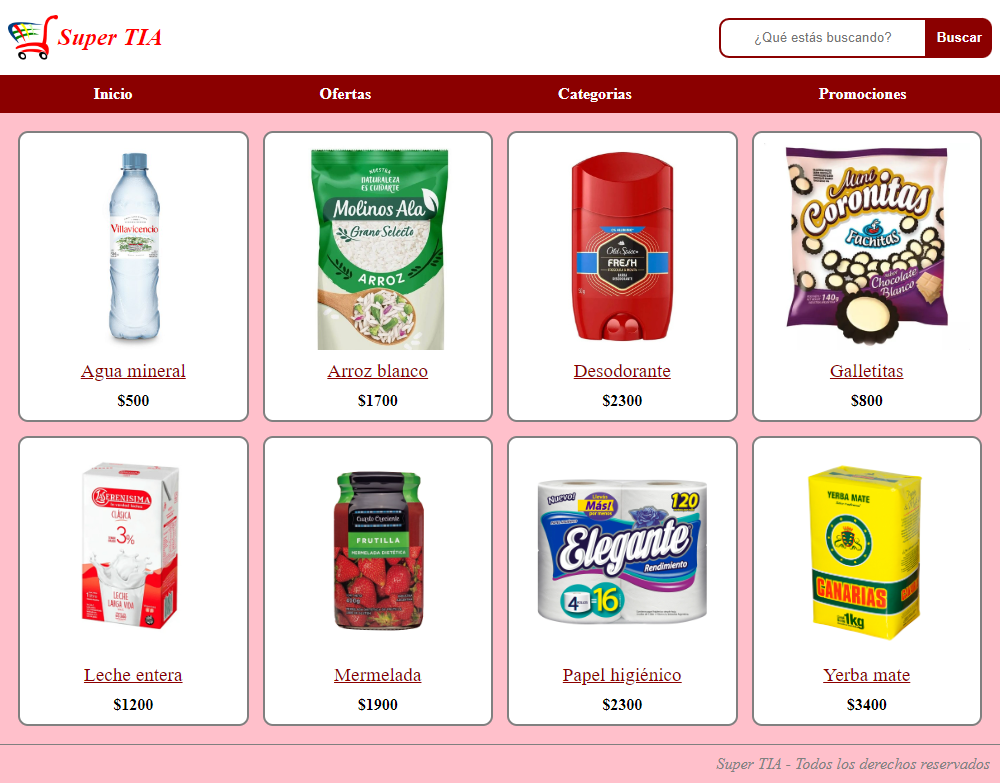 Super TIA
¿Qué estás buscando?
Buscar
Inicio
Ofertas
Categorias
Promociones
Villavicencio
NUESTRA
NATURALEZA
ES CUIDARTE
Molinos Ala
Grano Selecto
ARROZ
Old Spice
FRESH
Mini
Coronitas
Fachitas
sabor
Chocolate
Blanco
140g
Agua mineral
$500
Arroz blanco
$1700
Desodorante
$2300
Galletitas
$800
LA SERENISIMA
CLÁSICA
3%
LECHE
LARGA VIDA
Cuarto Creciente
FRUTILLA
MERMELADA DIETÉTICA
Nuevo!
Llevás
Más!
120
Elegante
Rendimiento
4 = 16
YERBA MATE
CANARIAS
1kg
Leche entera
$1200
Mermelada
$1900
Papel higiénico
$2300
Yerba mate
$3400
Super TIA - Todos los derechos reservados